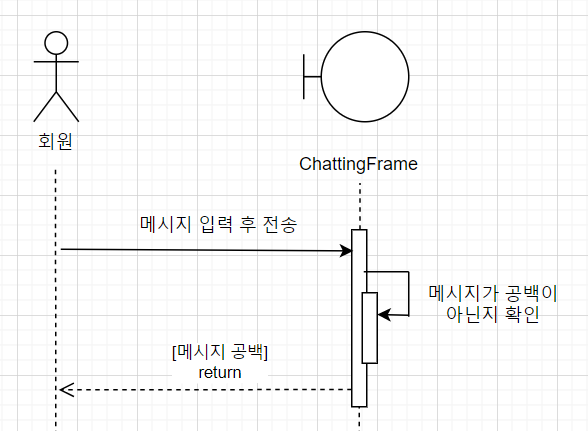 회원
ChattingFrame
메시지 입력 후 전송
메시지가 공백이
아닌지 확인
[메시지 공백]
return